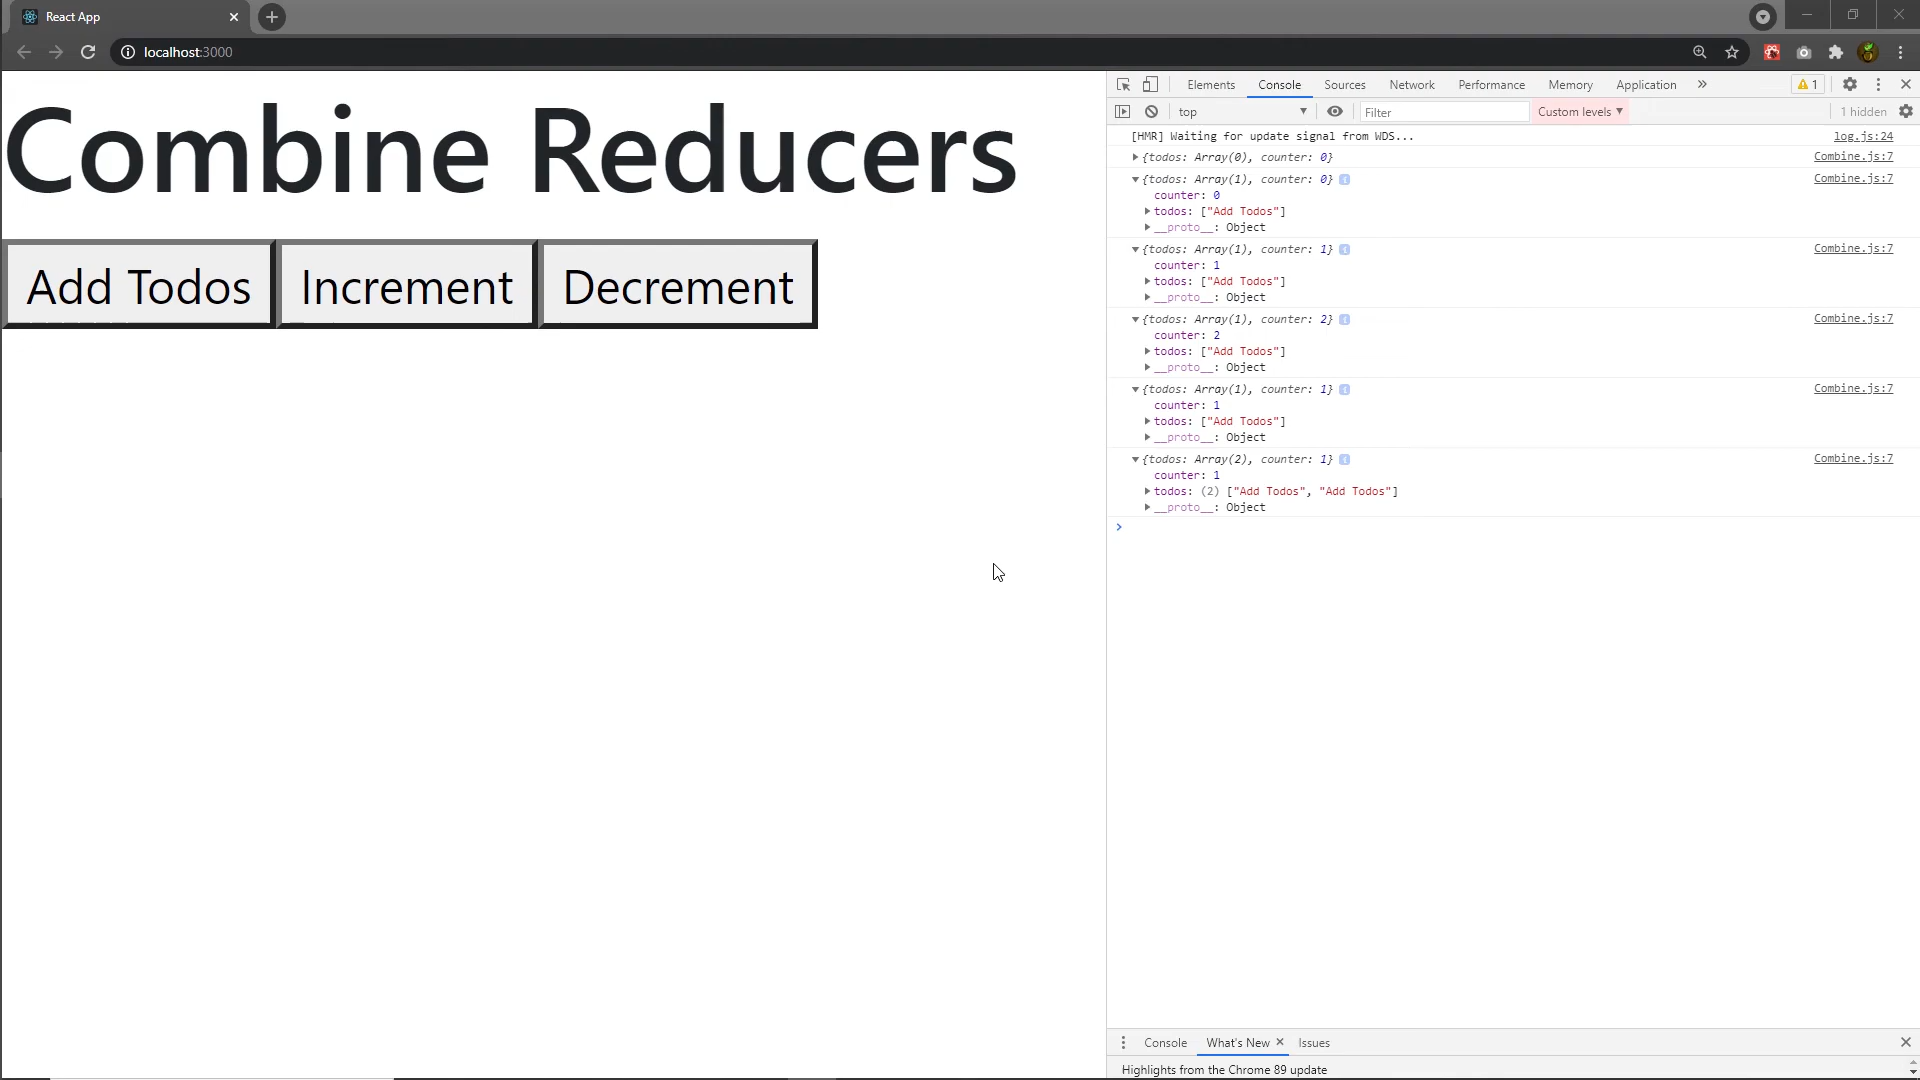 React App
localhost:3000
Combine Reducers
Add Todos Increment Decrement
Elements Console Sources Network Performance Memory Application 1
top Filter Custom levels 1 hidden
[HMR] Waiting for update signal from WDS... log.js:24
{todos: Array(0), counter: 0} Combine.js:7
{todos: Array(1), counter: 0} Combine.js:7
counter: 0
todos: ["Add Todos"]
__proto__: Object
{todos: Array(1), counter: 1} Combine.js:7
counter: 1
todos: ["Add Todos"]
__proto__: Object
{todos: Array(1), counter: 2} Combine.js:7
counter: 2
todos: ["Add Todos"]
__proto__: Object
{todos: Array(1), counter: 1} Combine.js:7
counter: 1
todos: ["Add Todos"]
__proto__: Object
{todos: Array(2), counter: 1} Combine.js:7
counter: 1
todos: (2) ["Add Todos", "Add Todos"]
__proto__: Object
Console What's New Issues
Highlights from the Chrome 89 update